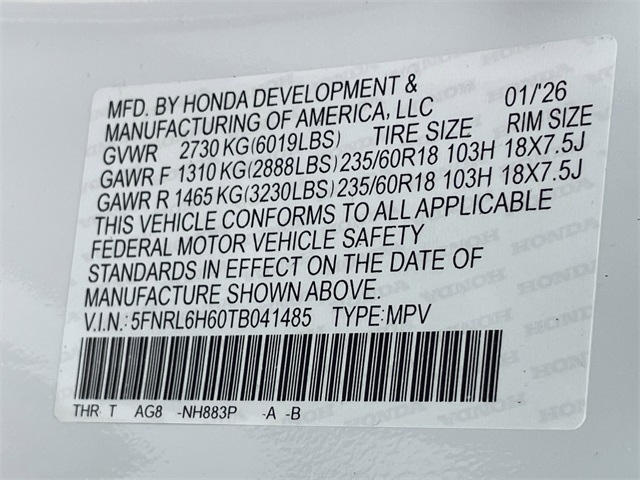 MFD. BY HONDA DEVELOPMENT &
MANUFACTURING OF AMERICA, LLC 01/'26
GVWR 2730 KG(6019LBS) TIRE SIZE RIM SIZE
GAWR F 1310 KG(2888LBS) 235/60R18 103H 18X7.5J
GAWR R 1465 KG(3230LBS) 235/60R18 103H 18X7.5J
THIS VEHICLE CONFORMS TO ALL APPLICABLE
FEDERAL MOTOR VEHICLE SAFETY
STANDARDS IN EFFECT ON THE DATE OF
MANUFACTURE SHOWN ABOVE.
V.I.N.: 5FNRL6H60TB041485 TYPE: MPV
THR T AG8 -NH883P -A -B